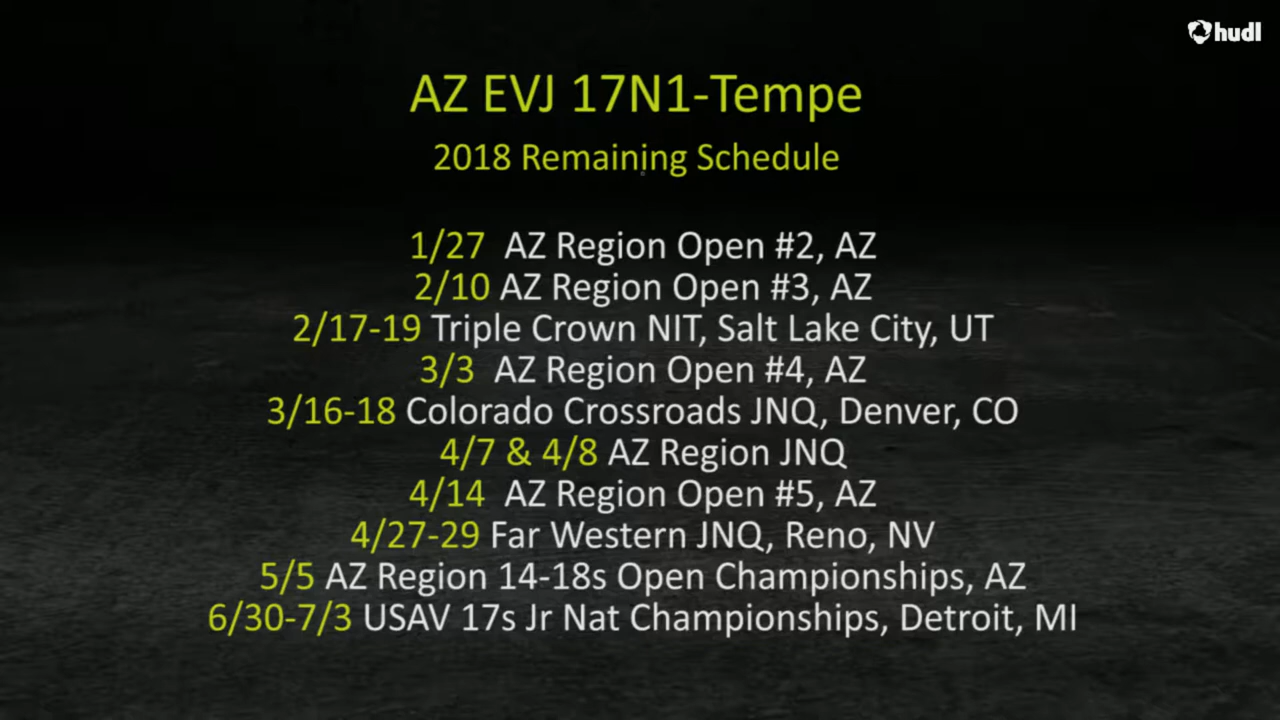 hudl
AZ EVJ 17N1-Tempe
2018 Remaining Schedule
1/27 AZ Region Open #2, AZ
2/10 AZ Region Open #3, AZ
2/17-19 Triple Crown NIT, Salt Lake City, UT
3/3 AZ Region Open #4, AZ
3/16-18 Colorado Crossroads JNQ, Denver, CO
4/7 & 4/8 AZ Region JNQ
4/14 AZ Region Open #5, AZ
4/27-29 Far Western JNQ, Reno, NV
5/5 AZ Region 14-18s Open Championships, AZ
6/30-7/3 USAV 17s Jr Nat Championships, Detroit, MI